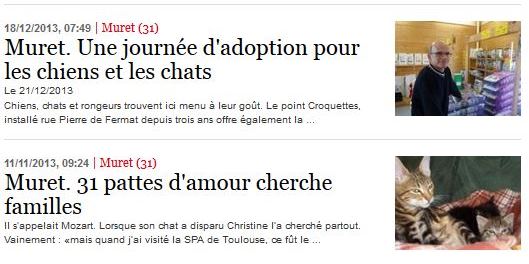 18/12/2013, 07:49 | Muret (31)
Muret. Une journée d'adoption pour
les chiens et les chats
Le 21/12/2013
Chiens, chats et rongeurs trouvent ici menu à leur goût. Le point Croquettes,
installé rue Pierre de Fermat depuis trois ans offre également la ...
11/11/2013, 09:24 | Muret (31)
Muret. 31 pattes d'amour cherche
familles
Il s'appelait Mozart. Lorsque son chat a disparu Christine l'a cherché partout.
Vainement : «mais quand j'ai visité la SPA de Toulouse, ce fût le ...